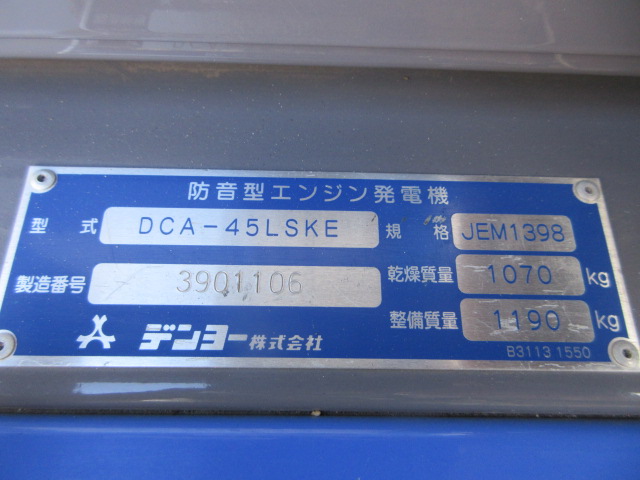 防音型エンジン発電機
型式 DCA-45LSKE 規格 JEM1398
製造番号 3901106 乾燥質量 1070 kg
整備質量 1190 kg
デンヨー株式会社
B3113 1550